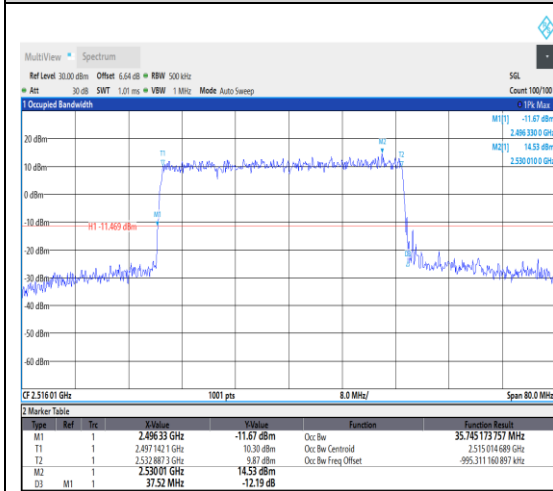 MultiView Spectrum
Ref Level 30.00 dBm Offset 6.64 dB RBW 500 kHz SGL
Att 30 dB SWT 1.01 ms VBW 1 MHz Mode Auto Sweep Count 100/100
1 Occupied Bandwidth 1Pk Max
M1[1] -11.67 dBm
2.496 330 0 GHz
M2[1] 14.53 dBm
2.530 010 0 GHz
20 dBm
M2
T1
T2
10 dBm
0 dBm
M1
-10 dBm
H1 -11.469 dBm
-20 dBm
-30 dBm
-40 dBm
-50 dBm
-60 dBm
CF 2.516 01 GHz 1001 pts 8.0 MHz/ Span 80.0 MHz
2 Marker Table
Type Ref Trc X-Value Y-Value Function Function Result
M1 1 2.496 33 GHz -11.67 dBm Occ Bw 35.745 173 757 MHz
T1 1 2.497 142 1 GHz 10.30 dBm Occ Bw Centroid 2.515 014 689 GHz
T2 1 2.532 887 3 GHz 9.87 dBm Occ Bw Freq Offset -995.311 160 897 kHz
M2 1 2.530 01 GHz 14.53 dBm
D3 M1 1 37.52 MHz -12.19 dB